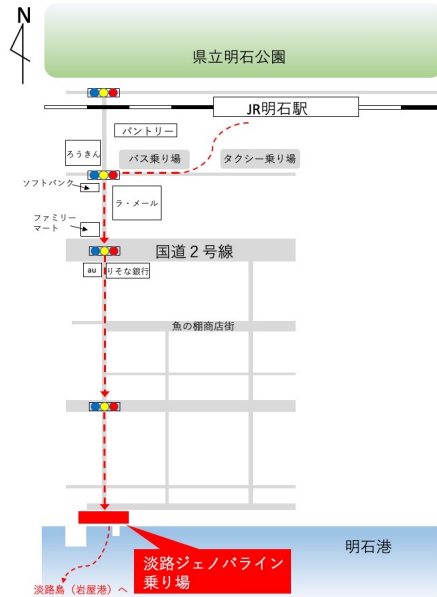 N
県立明石公園
JR明石駅
パントリー
ろうきん
バス乗り場
タクシー乗り場
ソフトバンク
ラ・メール
ファミリー
マート
国道２号線
au
りそな銀行
魚の棚商店街
淡路ジェノバライン
乗り場
明石港
淡路島（岩屋港）へ